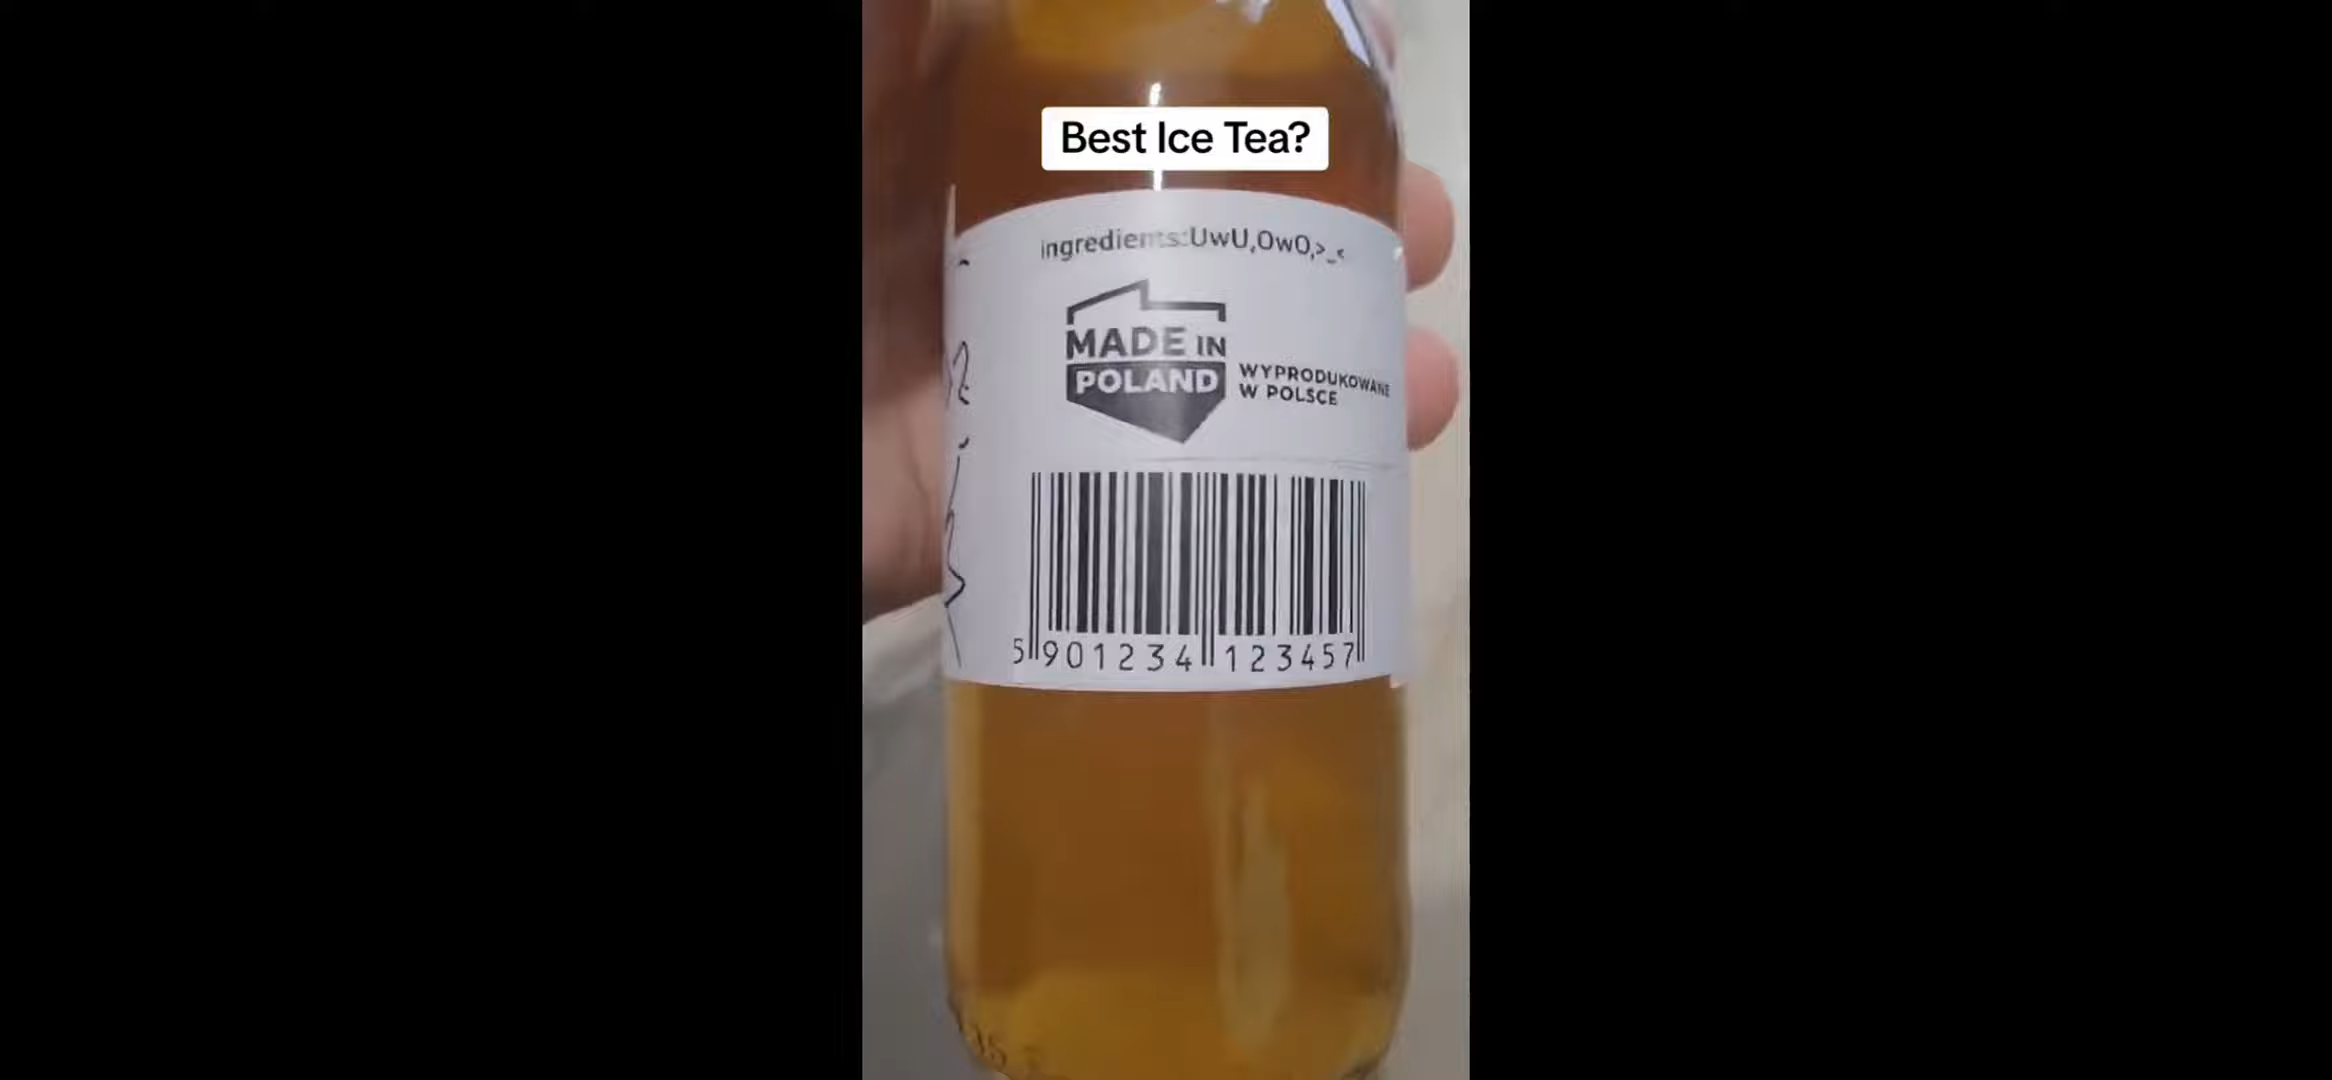 Best Ice Tea?
ingredients:UwU,OwO,>_<
MADE IN
POLAND
WYPRODUKOWANE
W POLSCE
5 901234 123457